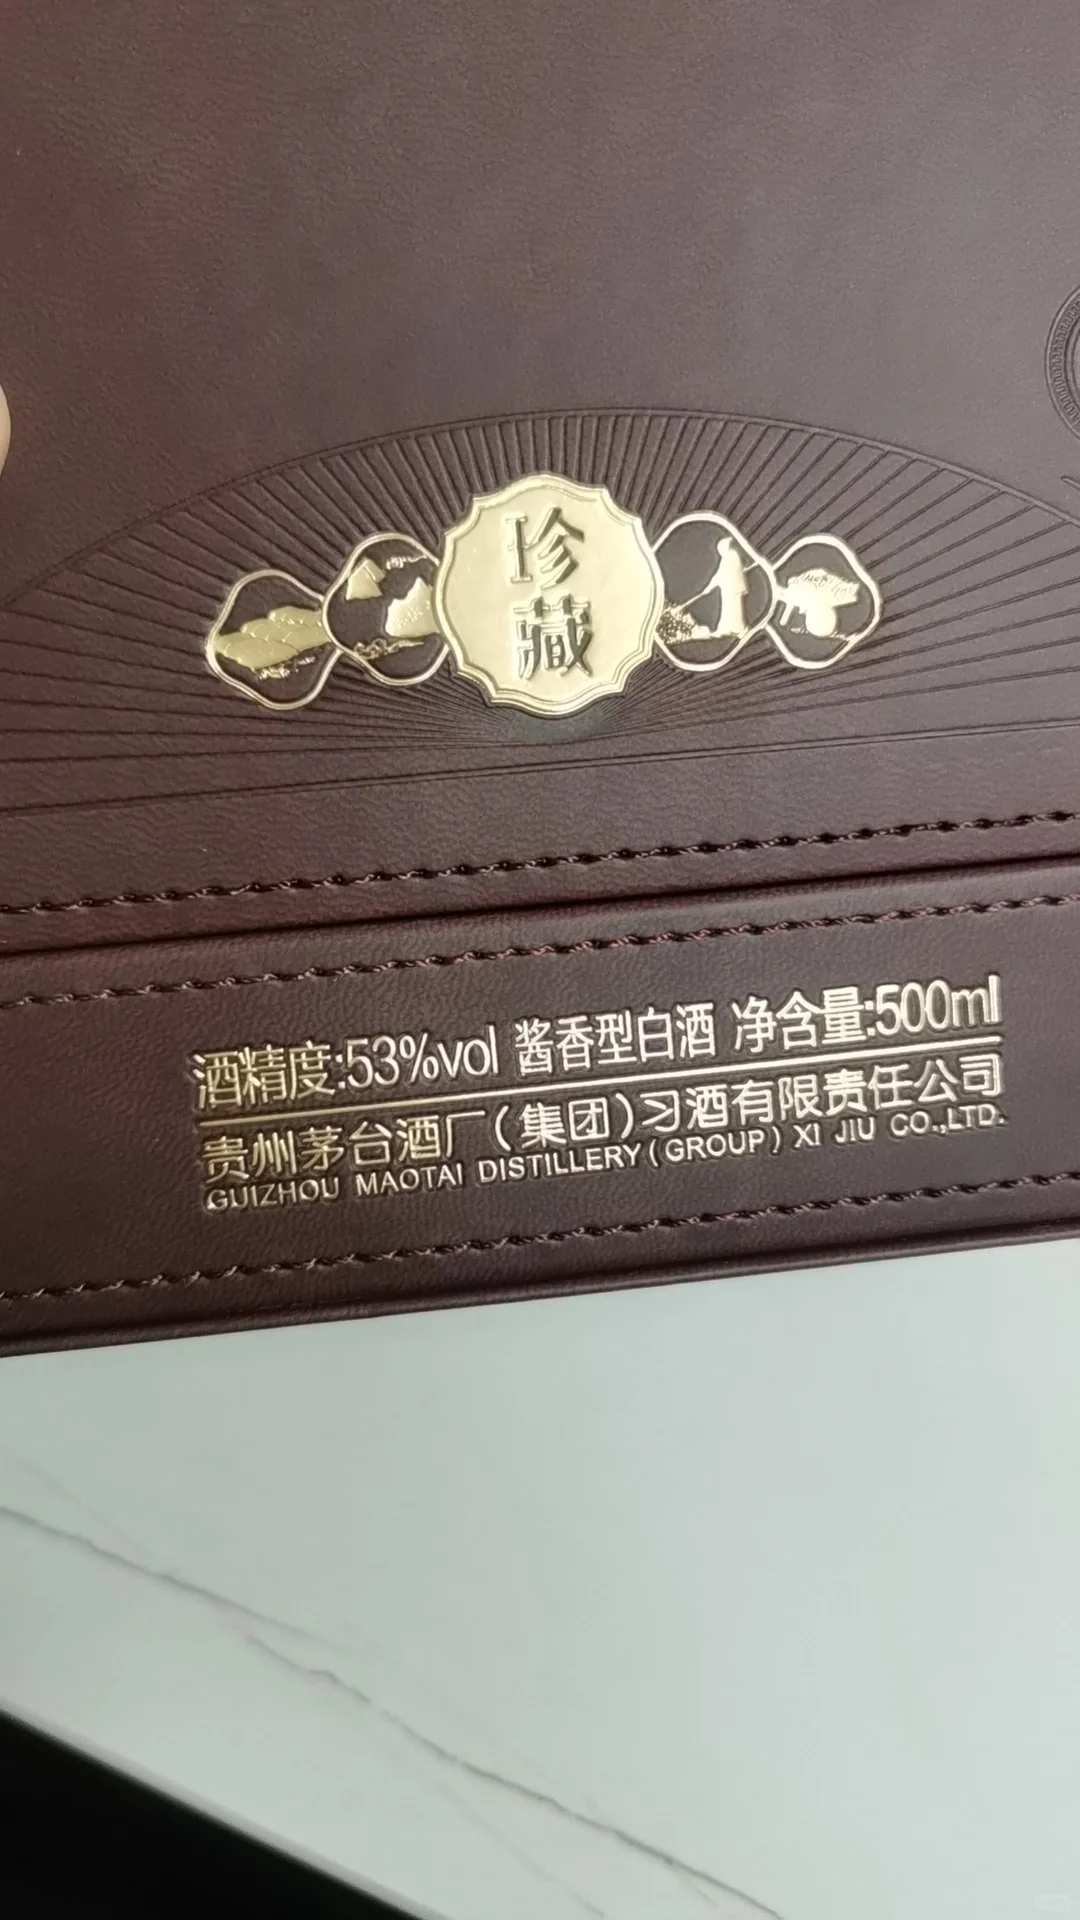 珍藏
酒精度:53%vol 酱香型白酒 净含量:500ml
贵州茅台酒厂(集团)习酒有限责任公司
GUIZHOU MAOTAI DISTILLERY(GROUP) XI JIU CO.,LTD.